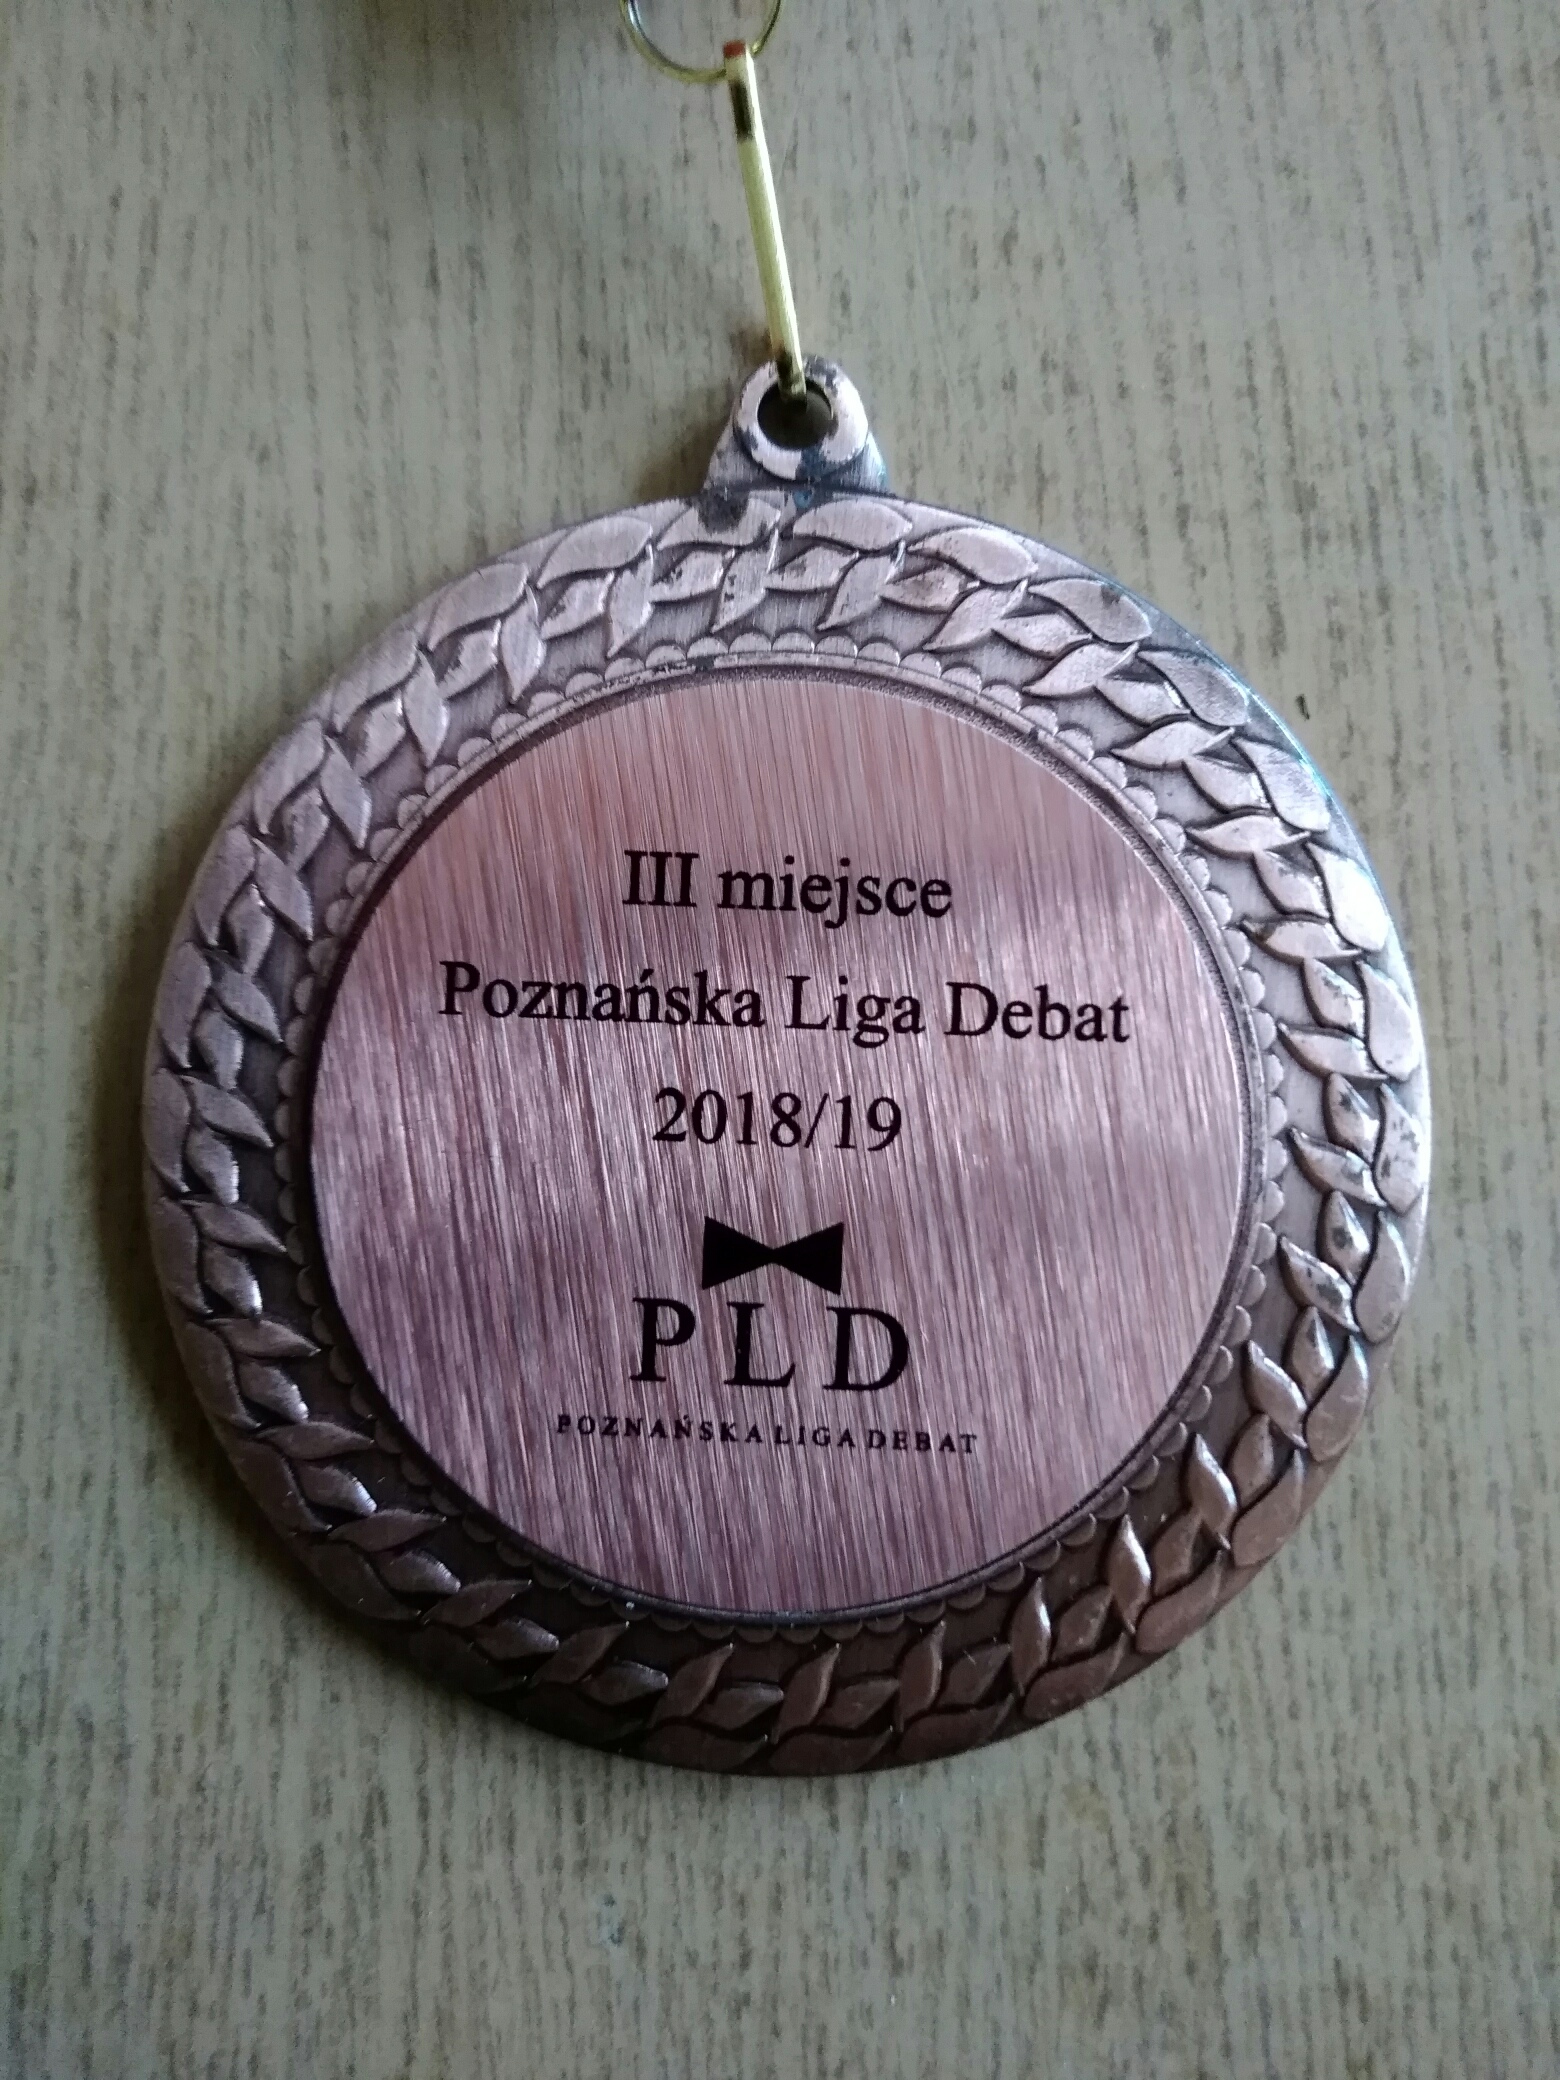 III miejsce
Poznańska Liga Debat
2018/19
PLD
POZNAŃSKA LIGA DEBAT